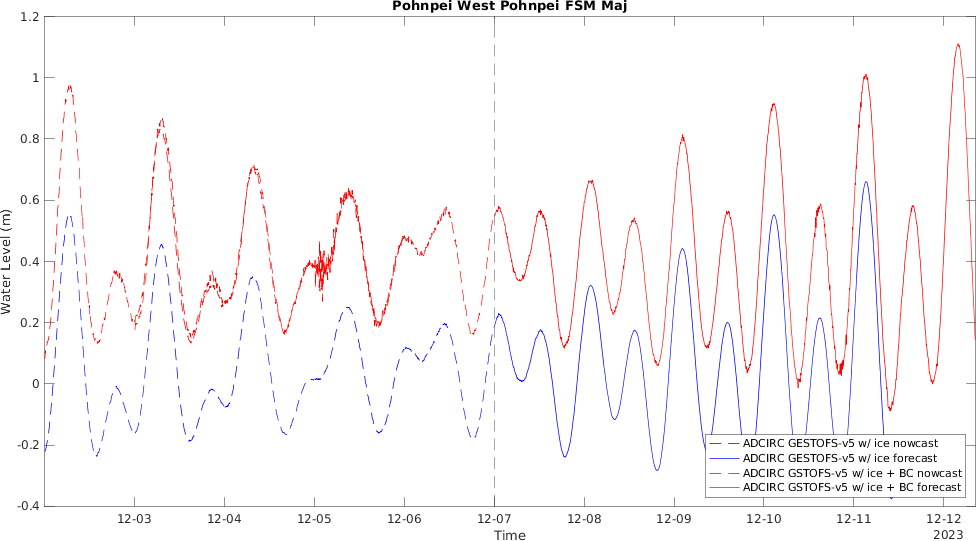 Pohnpei West Pohnpei FSM Maj
1.2
1
0.8
0.6
0.4
0.2
0
-0.2
-0.4
Water Level (m)
12-03 12-04 12-05 12-06 12-07 12-08 12-09 12-10 12-11 12-12
2023
Time
ADCIRC GESTOFS-v5 w/ ice nowcast
ADCIRC GESTOFS-v5 w/ ice forecast
ADCIRC GSTOFS-v5 w/ ice + BC nowcast
ADCIRC GSTOFS-v5 w/ ice + BC forecast